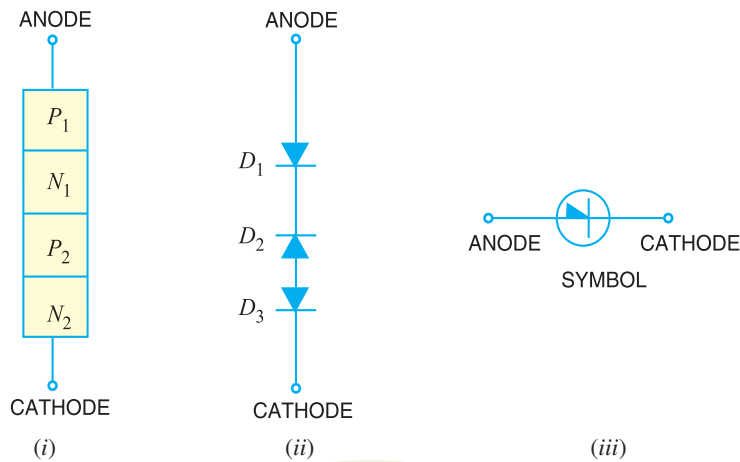 ANODE
P1
N1
P2
N2
CATHODE
(i)
ANODE
D1
D2
D3
CATHODE
(ii)
ANODE
CATHODE
SYMBOL
(iii)